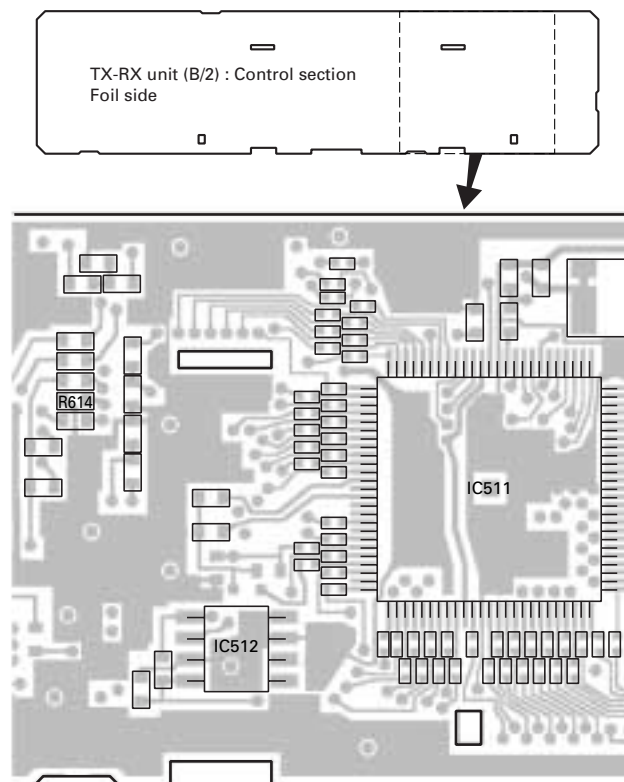 TX-RX unit (B/2) : Control section
Foil side
R614
IC511
IC512